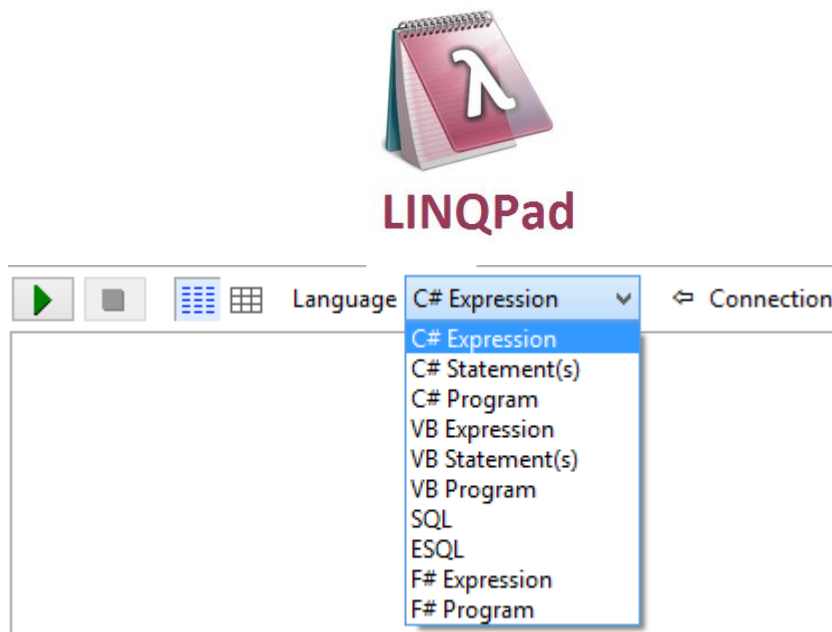 λ
LINQPad
Language C# Expression Connection
C# Expression
C# Statement(s)
C# Program
VB Expression
VB Statement(s)
VB Program
SQL
ESQL
F# Expression
F# Program